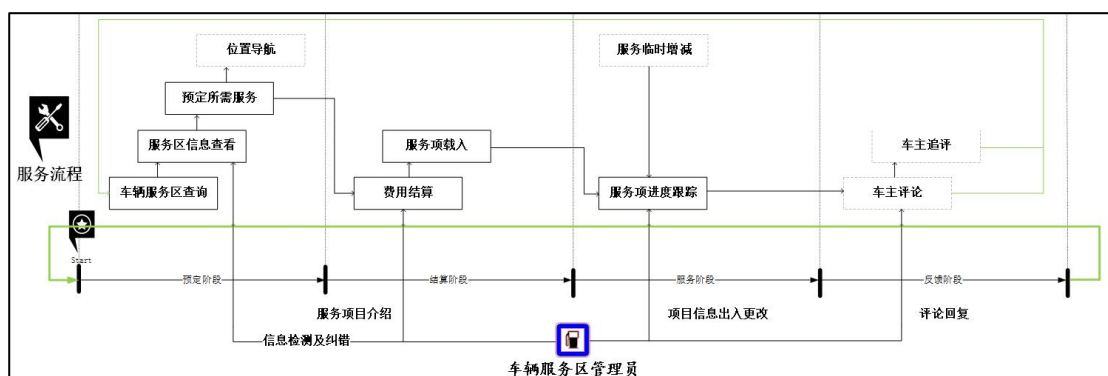 位置导航
服务临时增减
预定所需服务
服务区信息查看
服务项载入
车主追评
服务流程
车辆服务区查询
费用结算
服务项进度跟踪
车主评论
Start
预定阶段
结算阶段
服务阶段
反馈阶段
服务项目介绍
项目信息出入更改
评论回复
信息检测及纠错
车辆服务区管理员